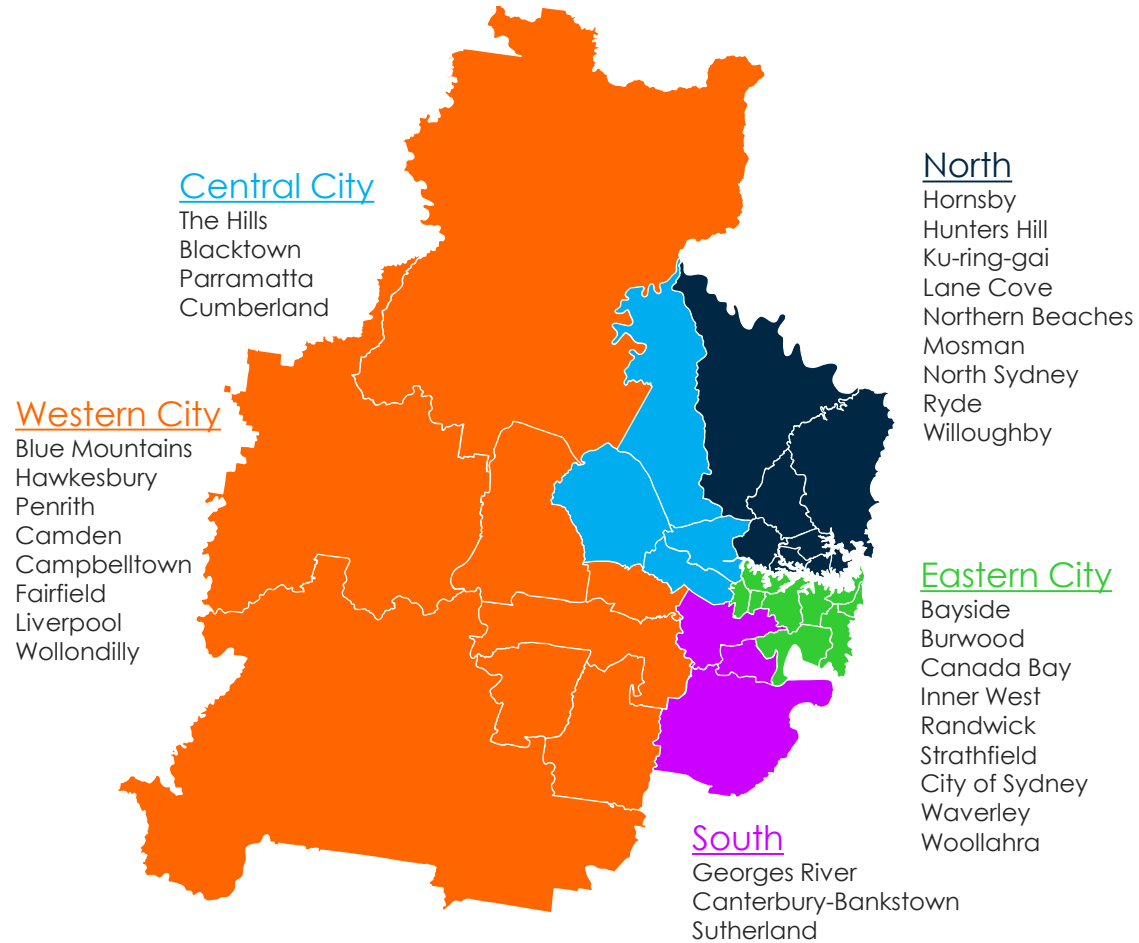 Central City
The Hills
Blacktown
Parramatta
Cumberland
North
Hornsby
Hunters Hill
Ku-ring-gai
Lane Cove
Northern Beaches
Mosman
North Sydney
Ryde
Willoughby
Western City
Blue Mountains
Hawkesbury
Penrith
Camden
Campbelltown
Fairfield
Liverpool
Wollondilly
Eastern City
Bayside
Burwood
Canada Bay
Inner West
Randwick
Strathfield
City of Sydney
Waverley
Woollahra
South
Georges River
Canterbury-Bankstown
Sutherland